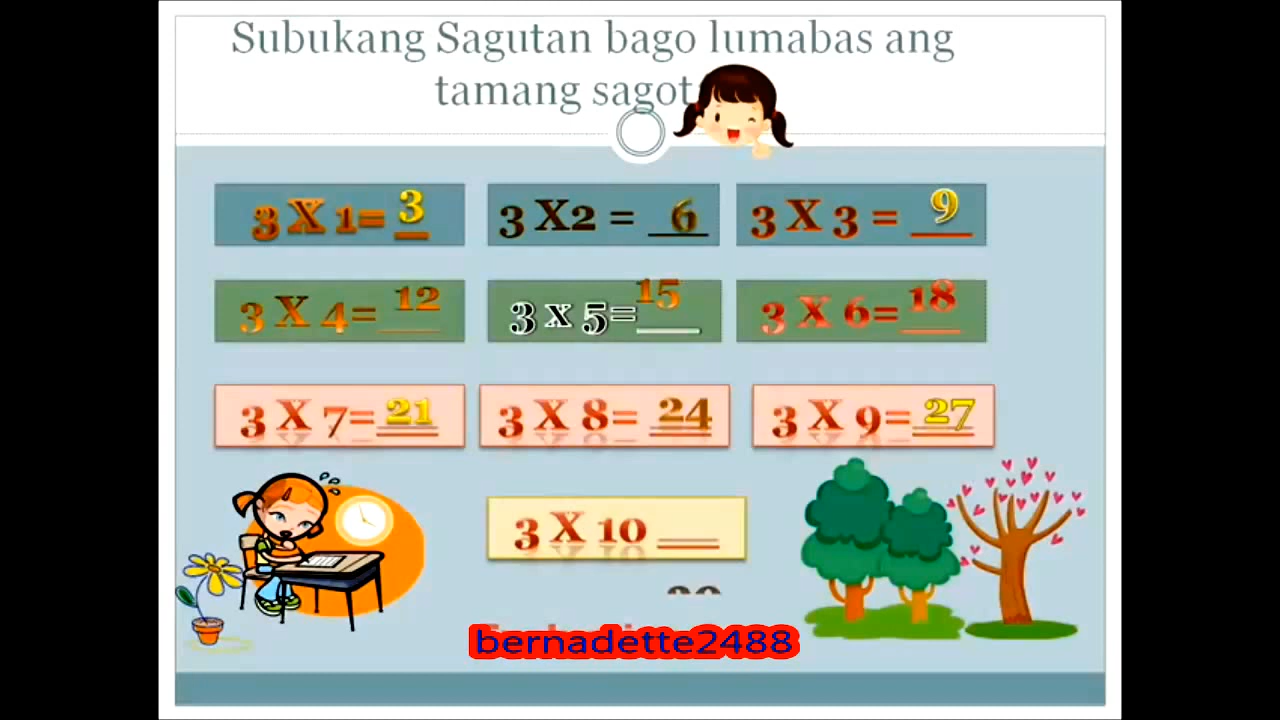 Subukang Sagutan bago lumabas ang
tamang sagot
3 X 1= 3
3 X2 = 6
3 X 3 = 9
3 X 4= 12
3 x 5= 15
3 X 6= 18
3 X 7= 21
3 X 8= 24
3 X 9= 27
3 X 10 __
bernadette2488